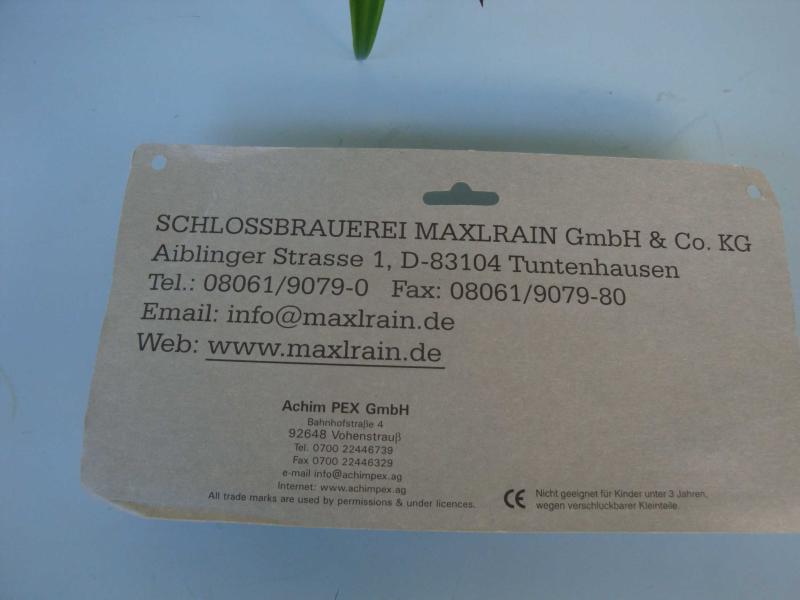 SCHLOSSBRAUEREI MAXLRAIN GmbH & Co. KG
Aiblinger Strasse 1, D-83104 Tuntenhausen
Tel.: 08061/9079-0 Fax: 08061/9079-80
Email: info@maxlrain.de
Web: www.maxlrain.de
Achim PEX GmbH
Bahnhofstraße 4
92648 Vohenstrauß
Tel. 0700 22446739
Fax 0700 22446329
e-mail info@achimpex.ag
Internet: www.achimpex.ag
All trade marks are used by permissions & under licences.
CE Nicht geeignet für Kinder unter 3 Jahren,
wegen verschluckbarer Kleinteile.